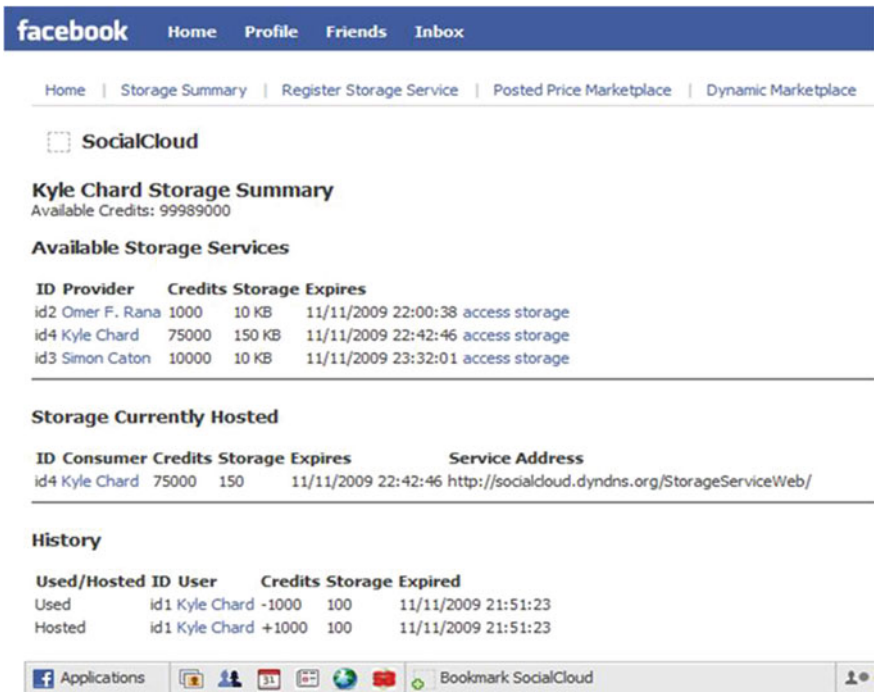 facebook Home Profile Friends Inbox
Home | Storage Summary | Register Storage Service | Posted Price Marketplace | Dynamic Marketplace
SocialCloud
Kyle Chard Storage Summary
Available Credits: 99989000
Available Storage Services
ID Provider Credits Storage Expires
id2 Omer F. Rana 1000 10 KB 11/11/2009 22:00:38 access storage
id4 Kyle Chard 75000 150 KB 11/11/2009 22:42:46 access storage
id3 Simon Caton 10000 10 KB 11/11/2009 23:32:01 access storage
Storage Currently Hosted
ID Consumer Credits Storage Expires Service Address
id4 Kyle Chard 75000 150 11/11/2009 22:42:46 http://socialcloud.dyndns.org/StorageServiceWeb/
History
Used/Hosted ID User Credits Storage Expired
Used id1 Kyle Chard -1000 100 11/11/2009 21:51:23
Hosted id1 Kyle Chard +1000 100 11/11/2009 21:51:23
Applications 31 Bookmark SocialCloud